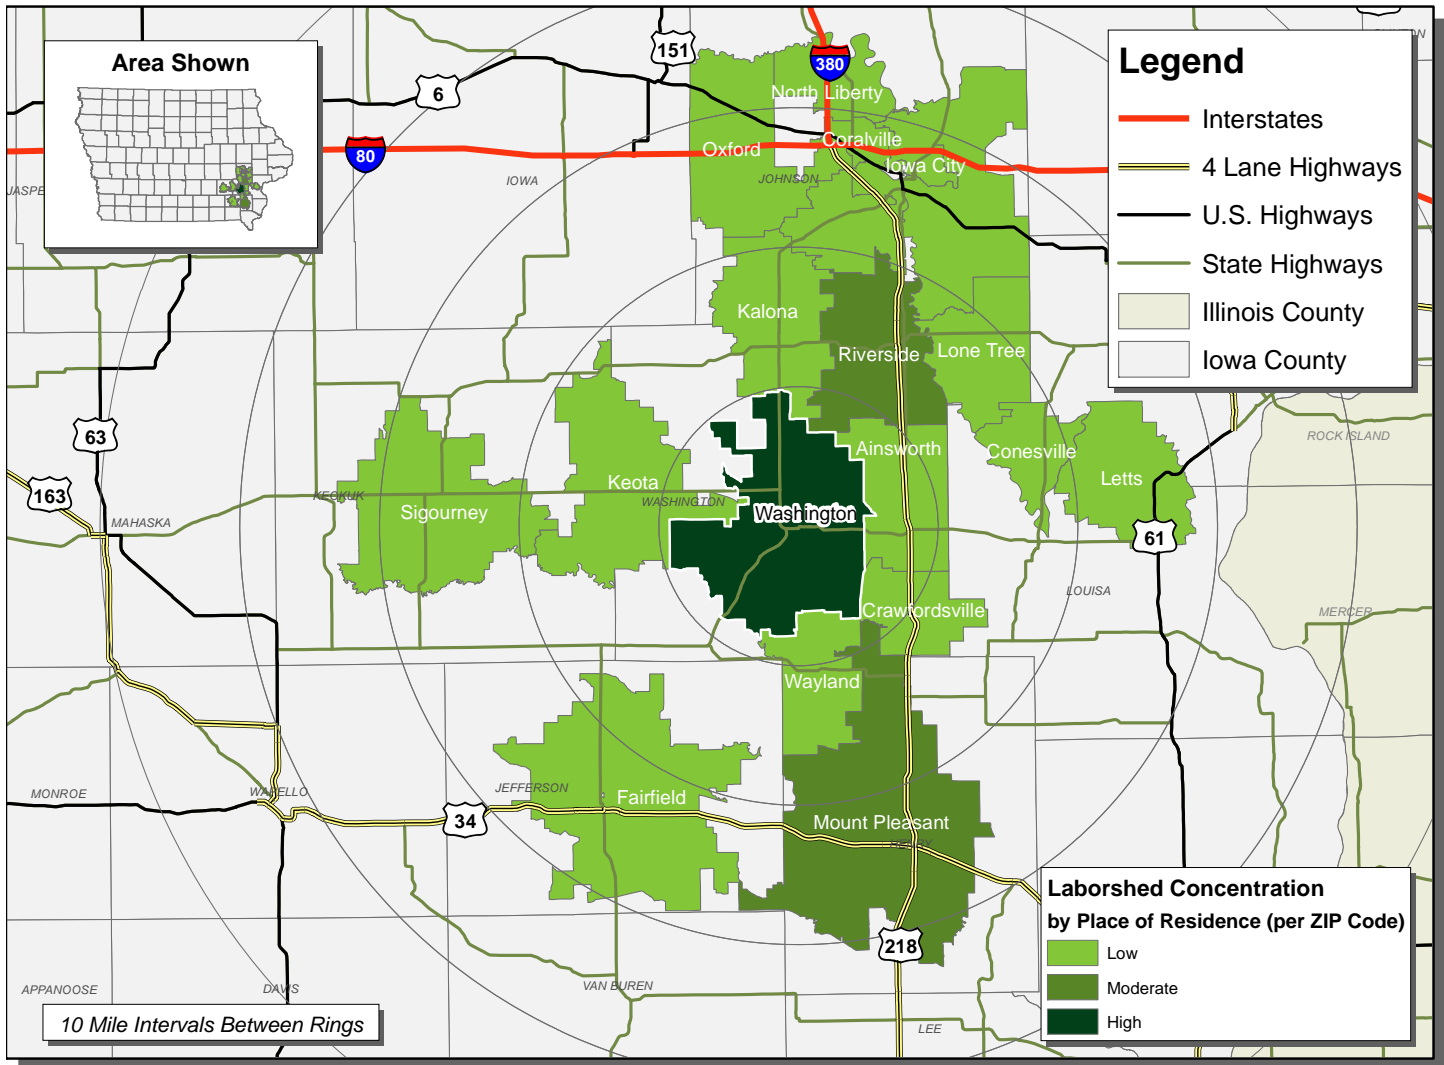 Area Shown
Legend
Interstates
4 Lane Highways
U.S. Highways
State Highways
Illinois County
Iowa County
151
380
6
80
North Liberty
Coralville
Oxford
Iowa City
JASPE
IOWA
JOHNSON
Kalona
Riverside
Lone Tree
63
163
MAHASKA
KEOKUK
Sigourney
Keota
WASHINGTON
Washington
Ainsworth
Conesville
Letts
ROCK ISLAND
61
LOUISA
MERCER
Crawfordsville
Wayland
MONROE
WAPELLO
JEFFERSON
Fairfield
34
Mount Pleasant
HENRY
218
APPANOOSE
DAVIS
VAN BUREN
LEE
10 Mile Intervals Between Rings
Laborshed Concentration
by Place of Residence (per ZIP Code)
Low
Moderate
High